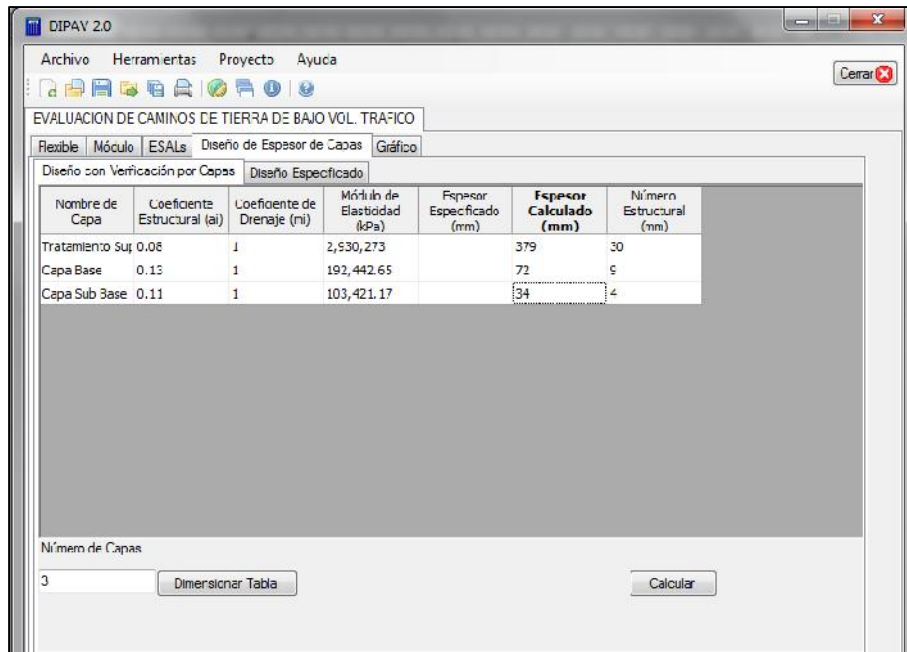 DIPAV 2.0
Archivo Herramientas Proyecto Ayuda
Cerrar
EVALUACION DE CAMINOS DE TIERRA DE BAJO VOL. TRAFICO
Flexible Módulo ESALs Diseño de Espesor de Capas Gráfico
Diseño con Verificación por Capas Diseño Especificado
Nombre de Capa Coeficiente Estructural (ai) Coeficiente de Drenaje (mi) Módulo de Elasticidad (kPa) Espesor Especificado (mm) Espesor Calculado (mm) Número Estructural (mm)
Tratamiento Sup 0.08 1 2,930,273 379 30
Capa Base 0.13 1 192,442.65 72 9
Capa Sub Base 0.11 1 103,421.17 34 4
Número de Capas
3 Dimensionar Tabla Calcular